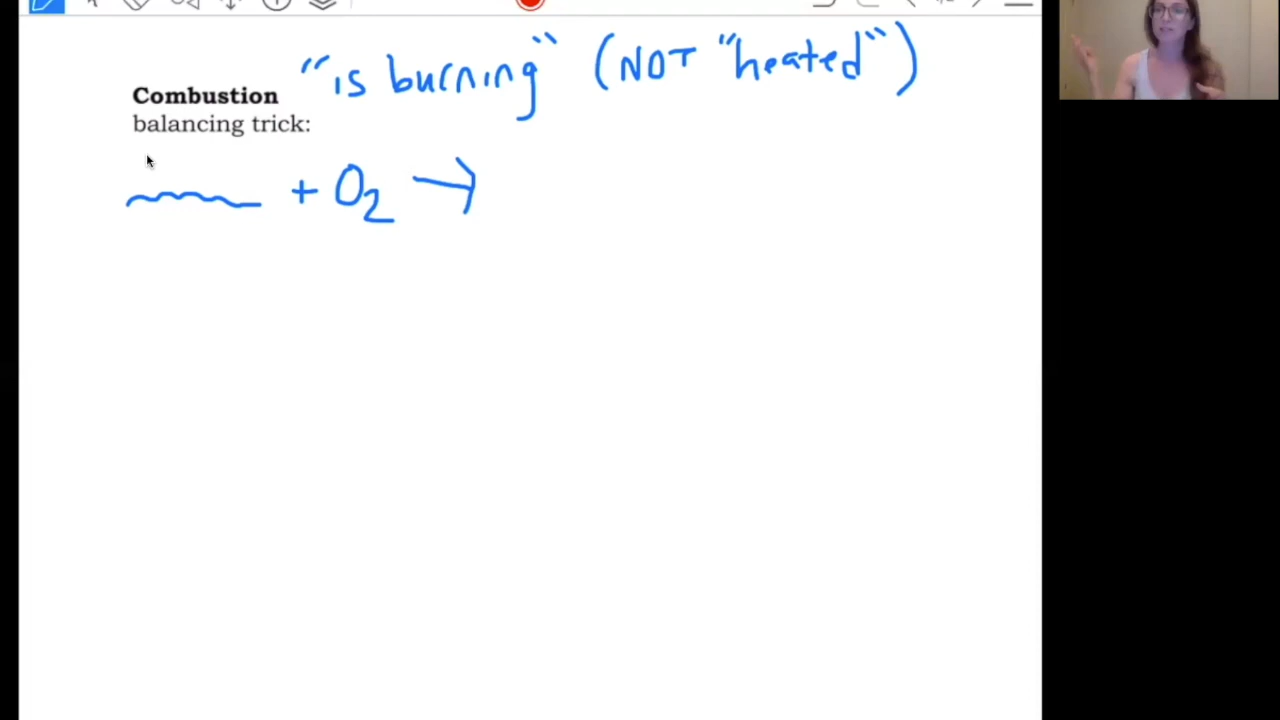 "is burning" (NOT "heated")
Combustion
balancing trick:
+ O₂ →